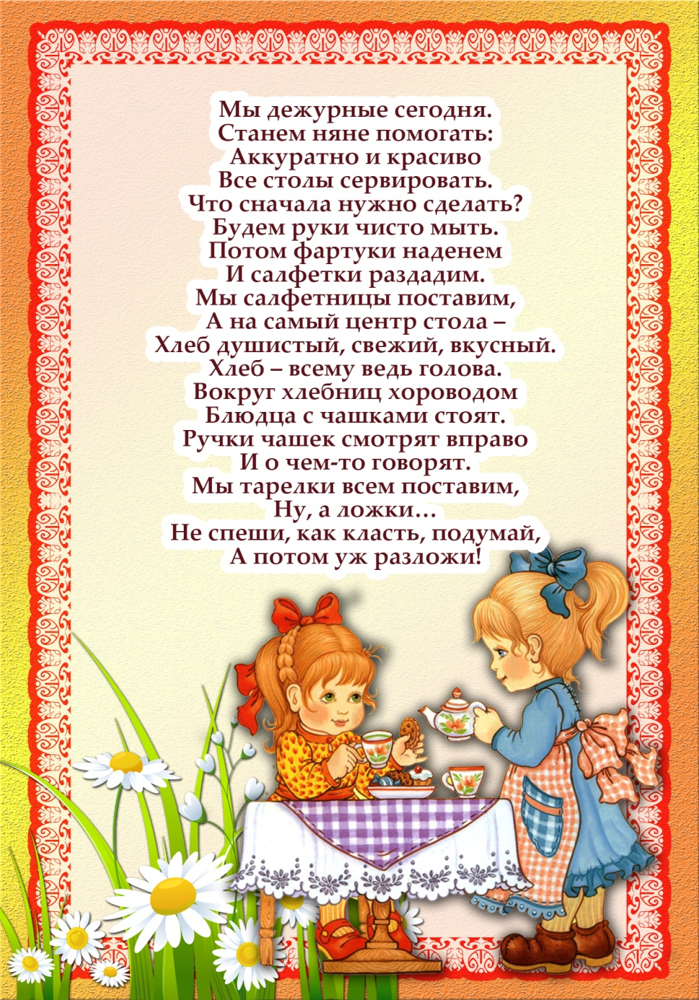 Мы дежурные сегодня.
Станем няне помогать:
Аккуратно и красиво
Все столы сервировать.
Что сначала нужно сделать?
Будем руки чисто мыть.
Потом фартуки наденем
И салфетки раздадим.
Мы салфетницы поставим,
А на самый центр стола –
Хлеб душистый, свежий, вкусный.
Хлеб – всему ведь голова.
Вокруг хлебниц хороводом
Блюдца с чашками стоят.
Ручки чашек смотрят вправо
И о чем-то говорят.
Мы тарелки всем поставим,
Ну, а ложки…
Не спеши, как класть, подумай,
А потом уж разложи!